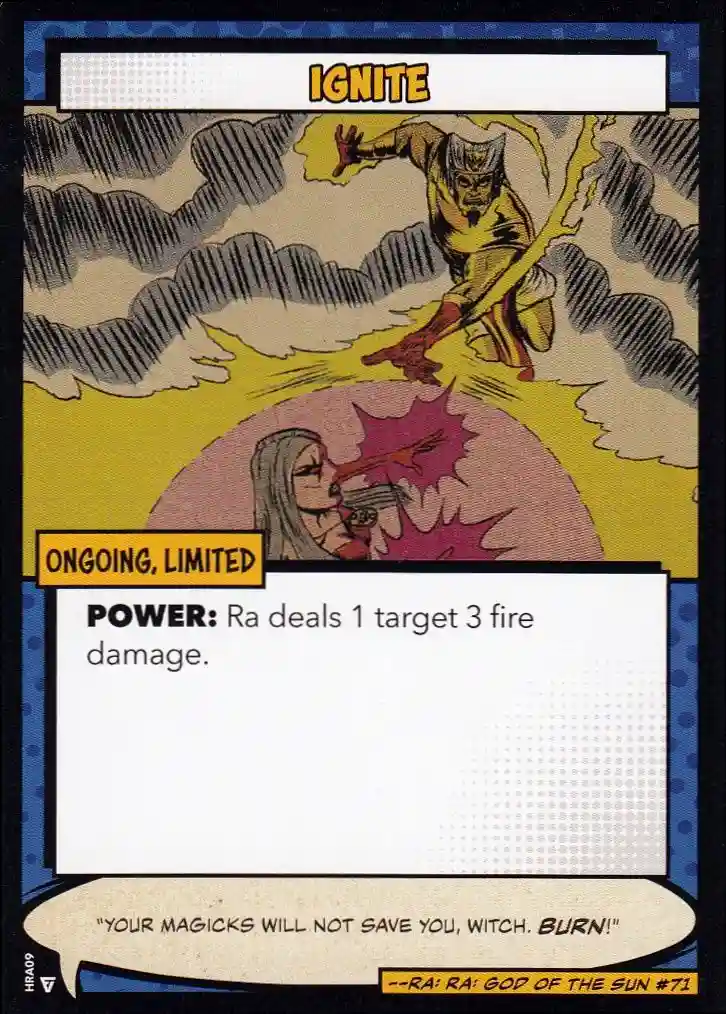 IGNITE
ONGOING, LIMITED
POWER: Ra deals 1 target 3 fire
damage.
"YOUR MAGICKS WILL NOT SAVE YOU, WITCH. BURN!"
--RA: RA: GOD OF THE SUN #71
HRA09